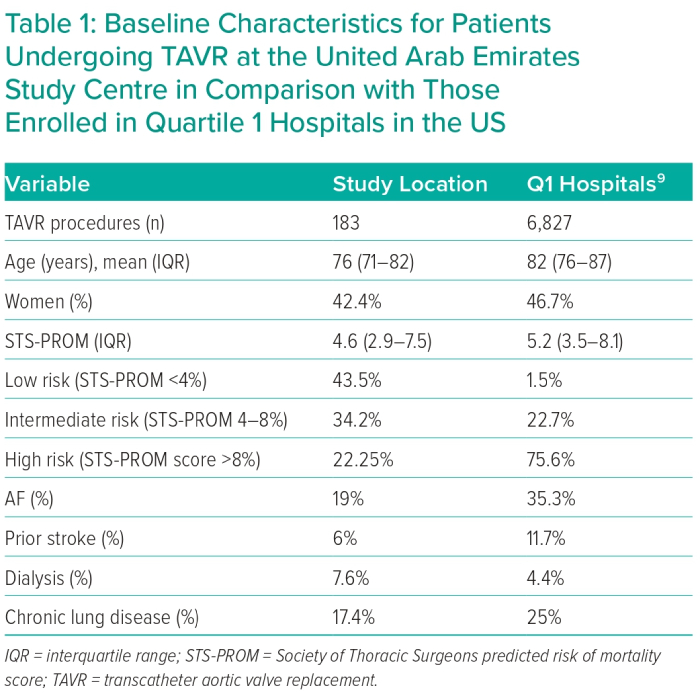 Table 1: Baseline Characteristics for Patients
Undergoing TAVR at the United Arab Emirates
Study Centre in Comparison with Those
Enrolled in Quartile 1 Hospitals in the US
Variable Study Location Q1 Hospitals⁹
TAVR procedures (n) 183 6,827
Age (years), mean (IQR) 76 (71–82) 82 (76–87)
Women (%) 42.4% 46.7%
STS-PROM (IQR) 4.6 (2.9–7.5) 5.2 (3.5–8.1)
Low risk (STS-PROM <4%) 43.5% 1.5%
Intermediate risk (STS-PROM 4–8%) 34.2% 22.7%
High risk (STS-PROM score >8%) 22.25% 75.6%
AF (%) 19% 35.3%
Prior stroke (%) 6% 11.7%
Dialysis (%) 7.6% 4.4%
Chronic lung disease (%) 17.4% 25%
IQR = interquartile range; STS-PROM = Society of Thoracic Surgeons predicted risk of mortality
score; TAVR = transcatheter aortic valve replacement.